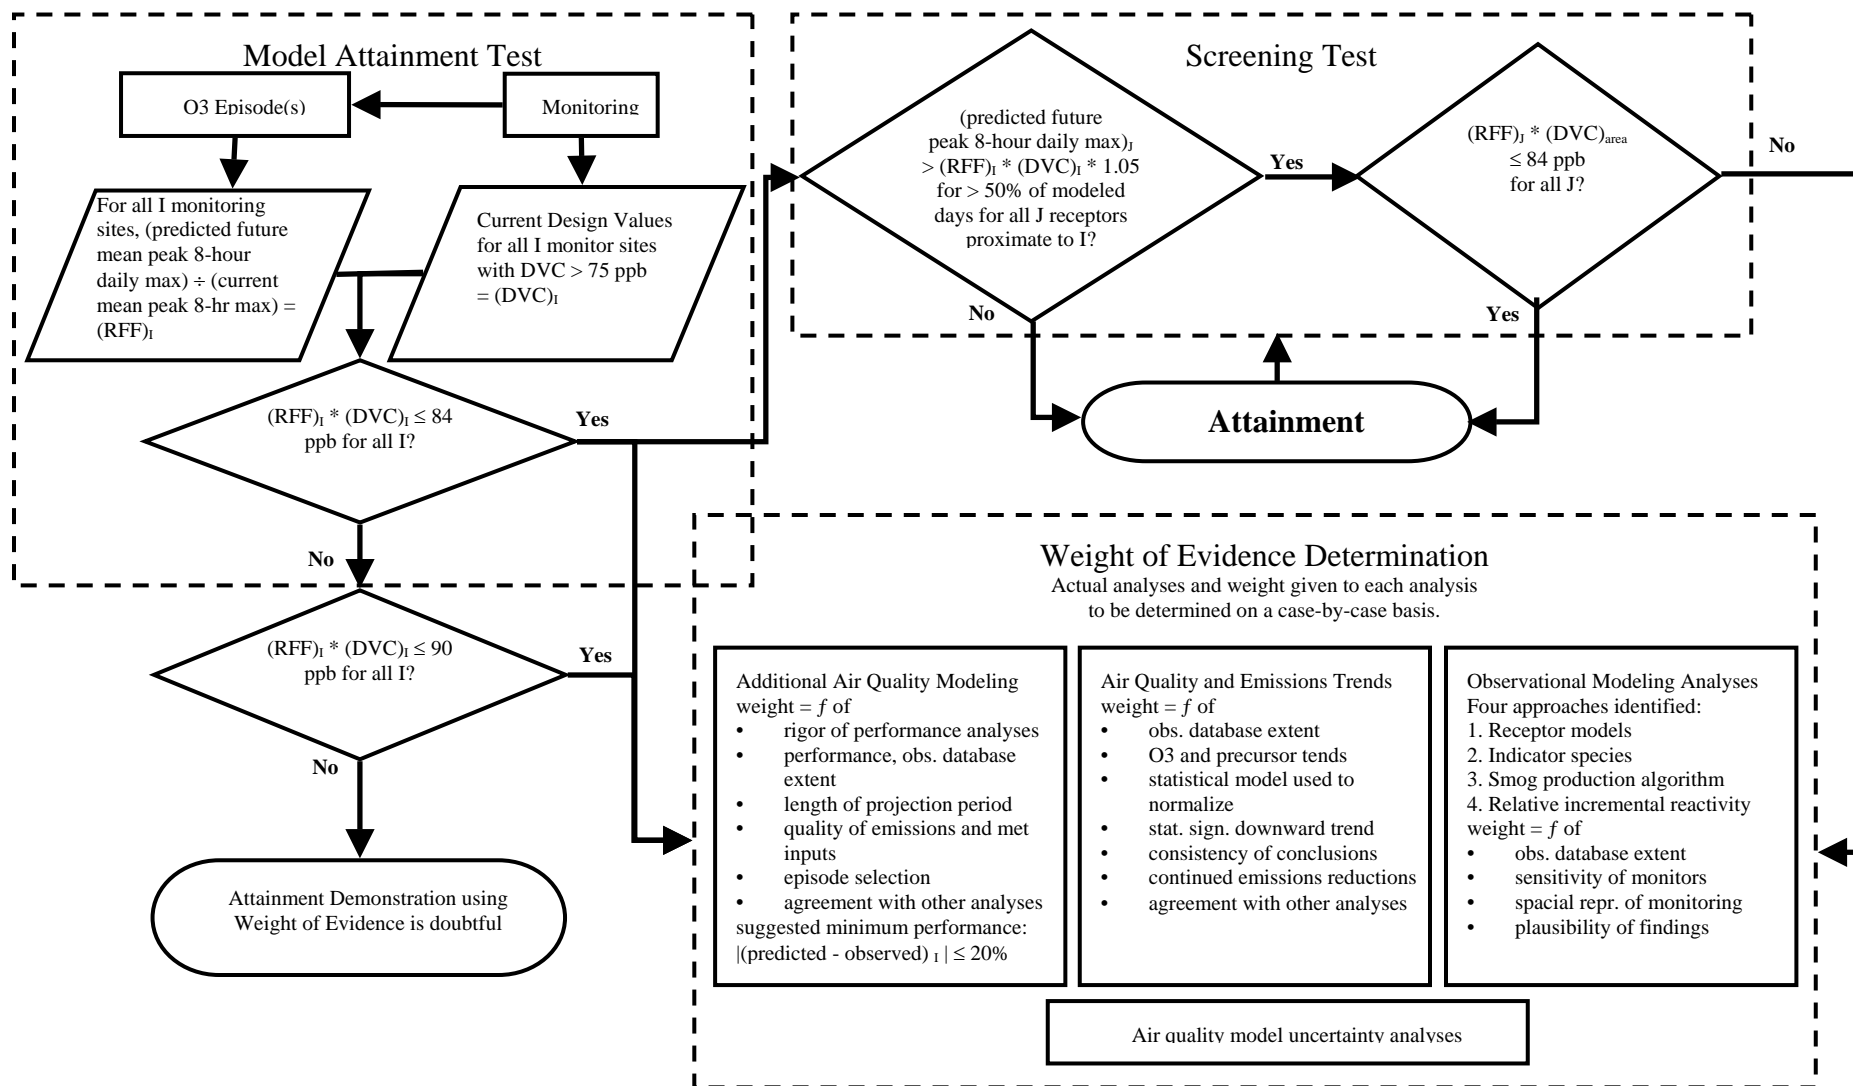 Model Attainment Test
O3 Episode(s)
Monitoring
For all I monitoring
sites, (predicted future
mean peak 8-hour
daily max) ÷ (current
mean peak 8-hr max) =
(RFF)I
Current Design Values
for all I monitor sites
with DVC > 75 ppb
= (DVC)I
(RFF)I * (DVC)I ≤ 84
ppb for all I?
Yes
No
(RFF)I * (DVC)I ≤ 90
ppb for all I?
Yes
No
Attainment Demonstration using
Weight of Evidence is doubtful
Screening Test
(predicted future
peak 8-hour daily max)J
> (RFF)I * (DVC)I * 1.05
for > 50% of modeled
days for all J receptors
proximate to I?
Yes
No
(RFF)J * (DVC)area
≤ 84 ppb
for all J?
No
Yes
Attainment
Weight of Evidence Determination
Actual analyses and weight given to each analysis
to be determined on a case-by-case basis.
Additional Air Quality Modeling
weight = ƒ of
• rigor of performance analyses
• performance, obs. database
extent
• length of projection period
• quality of emissions and met
inputs
• episode selection
• agreement with other analyses
suggested minimum performance:
|(predicted - observed) I | ≤ 20%
Air Quality and Emissions Trends
weight = ƒ of
• obs. database extent
• O3 and precursor tends
• statistical model used to
normalize
• stat. sign. downward trend
• consistency of conclusions
• continued emissions reductions
• agreement with other analyses
Observational Modeling Analyses
Four approaches identified:
1. Receptor models
2. Indicator species
3. Smog production algorithm
4. Relative incremental reactivity
weight = ƒ of
• obs. database extent
• sensitivity of monitors
• spacial repr. of monitoring
• plausibility of findings
Air quality model uncertainty analyses